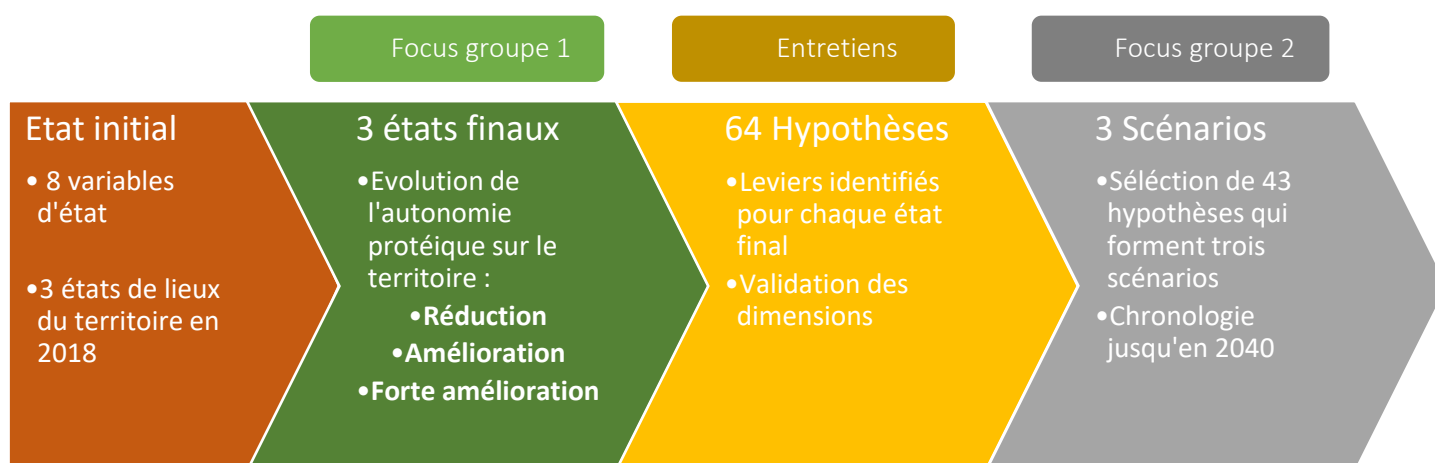 Focus groupe 1
Entretiens
Focus groupe 2
Etat initial
• 8 variables
d'état
•3 états de lieux
du territoire en
2018
3 états finaux
•Evolution de
l'autonomie
protéique sur le
territoire :
•Réduction
•Amélioration
•Forte amélioration
64 Hypothèses
•Leviers identifiés
pour chaque état
final
•Validation des
dimensions
3 Scénarios
•Séléction de 43
hypothèses qui
forment trois
scénarios
•Chronologie
jusqu'en 2040